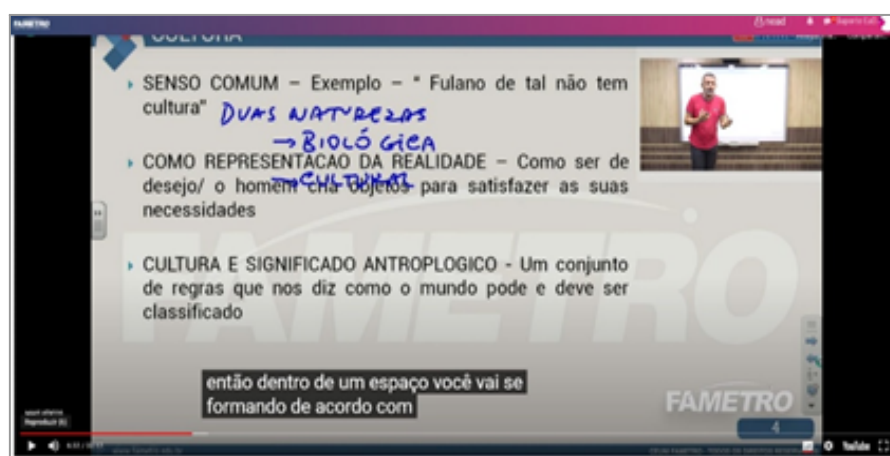 FAMETRO
CULTURA
SENSO COMUM – Exemplo – “ Fulano de tal não tem
cultura”
DUAS NATUREZAS
→ BIOLÓGICA
COMO REPRESENTACAO DA REALIDADE – Como ser de
→ CULTURAL
desejo/ o homem cria objetos para satisfazer as suas
necessidades
CULTURA E SIGNIFICADO ANTROPLOGICO - Um conjunto
de regras que nos diz como o mundo pode e deve ser
classificado
FAMETRO
então dentro de um espaço você vai se
formando de acordo com
FAMETRO
4
YouTube